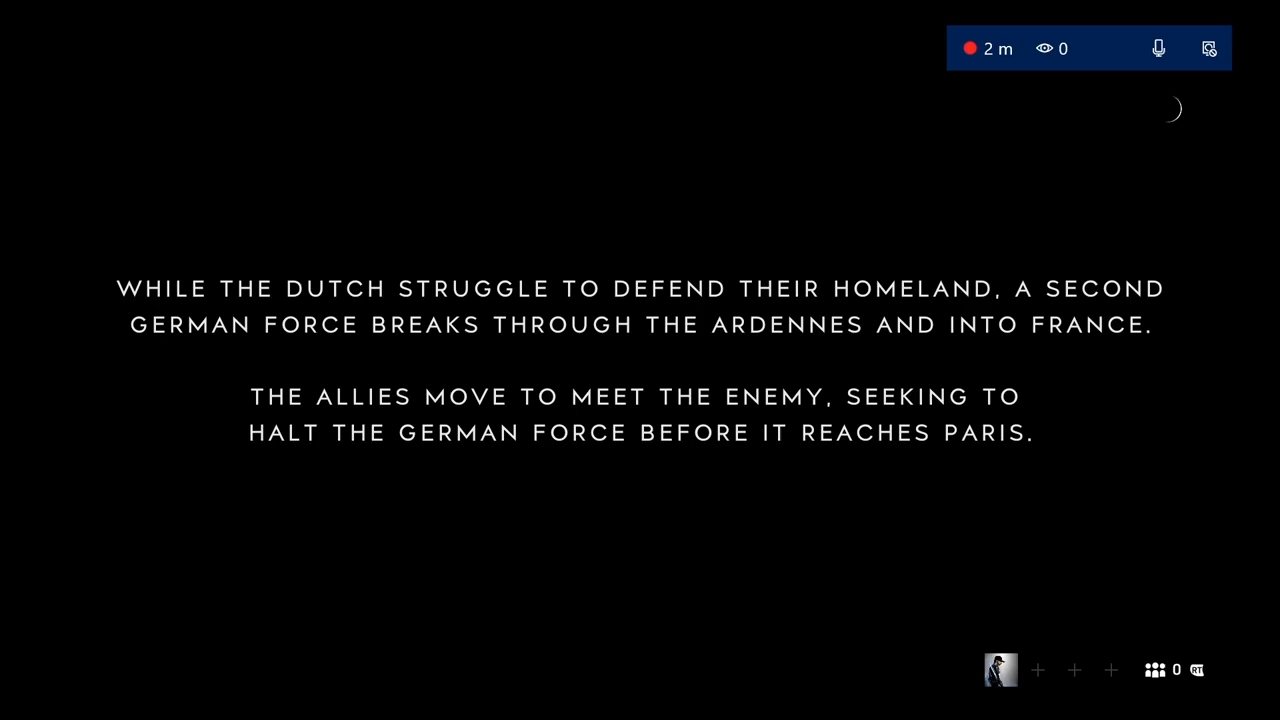 2 m 0
WHILE THE DUTCH STRUGGLE TO DEFEND THEIR HOMELAND, A SECOND
GERMAN FORCE BREAKS THROUGH THE ARDENNES AND INTO FRANCE.
THE ALLIES MOVE TO MEET THE ENEMY, SEEKING TO
HALT THE GERMAN FORCE BEFORE IT REACHES PARIS.
0 RT